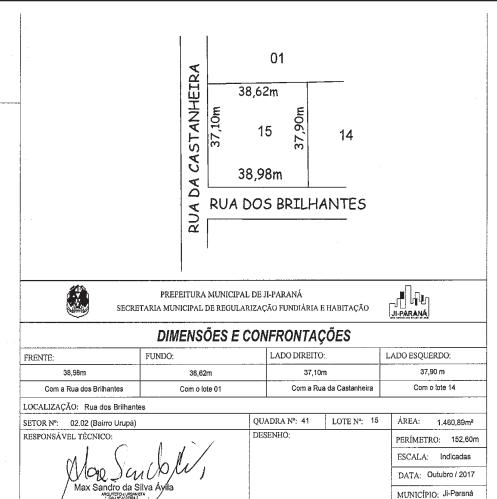 01
38,62m
RUA DA CASTANHEIRA
37,10m
15
37,90m
14
38,98m
RUA DOS BRILHANTES
PREFEITURA MUNICIPAL DE JI-PARANÁ
SECRETARIA MUNICIPAL DE REGULARIZAÇÃO FUNDIÁRIA E HABITAÇÃO
JI-PARANÁ
DIMENSÕES E CONFRONTAÇÕES
FRENTE: FUNDO: LADO DIREITO: LADO ESQUERDO:
38,98m 38,62m 37,10m 37,90 m
Com a Rua dos Brilhantes Com o lote 01 Com a Rua da Castanheira Com o lote 14
LOCALIZAÇÃO: Rua dos Brilhantes
SETOR Nº: 02.02 (Bairro Urupá) QUADRA Nº: 41 LOTE Nº: 15 ÁREA: 1.460,89m²
RESPONSÁVEL TÉCNICO: DESENHO: PERÍMETRO: 152,60m
ESCALA: Indicadas
Max Sandro da Silva Avila
DATA: Outubro / 2017
MUNICÍPIO: Ji-Paraná